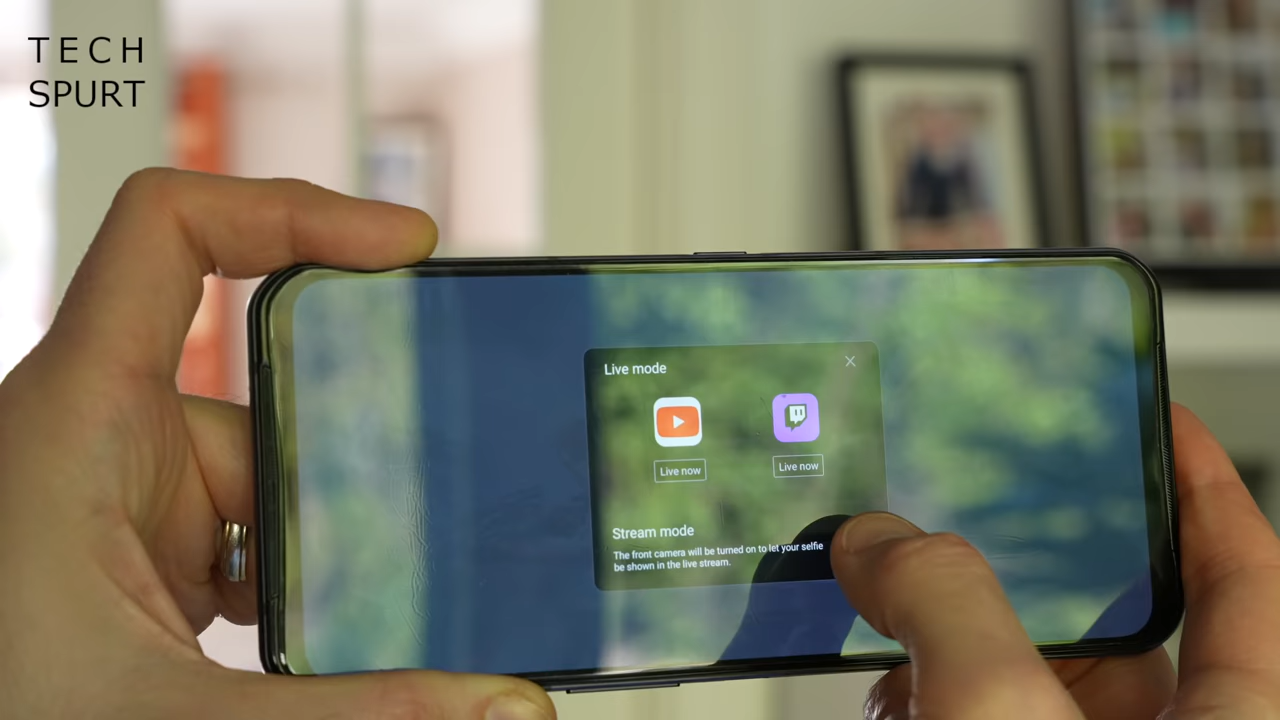 TECH
SPURT
Live mode
Live now
Live now
Stream mode
The front camera will be turned on to let your selfie
be shown in the live stream.